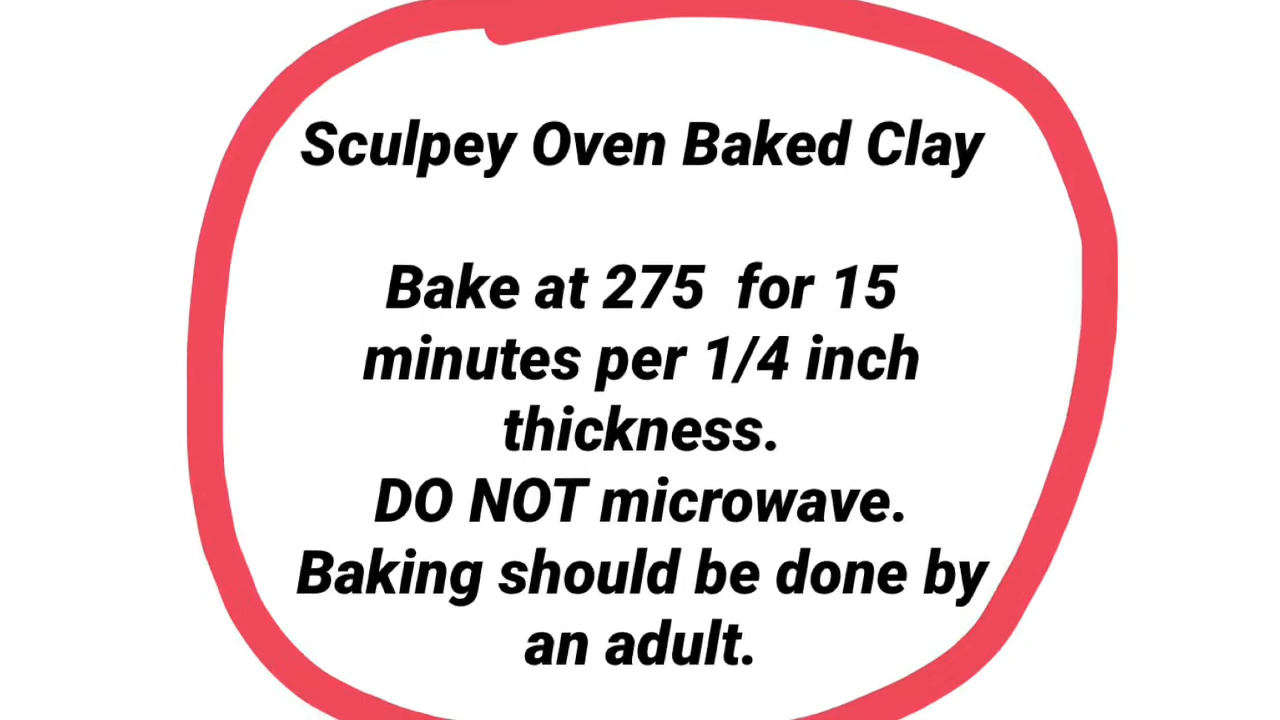 Sculpey Oven Baked Clay
Bake at 275  for 15
minutes per 1/4 inch
thickness.
DO NOT microwave.
Baking should be done by
an adult.